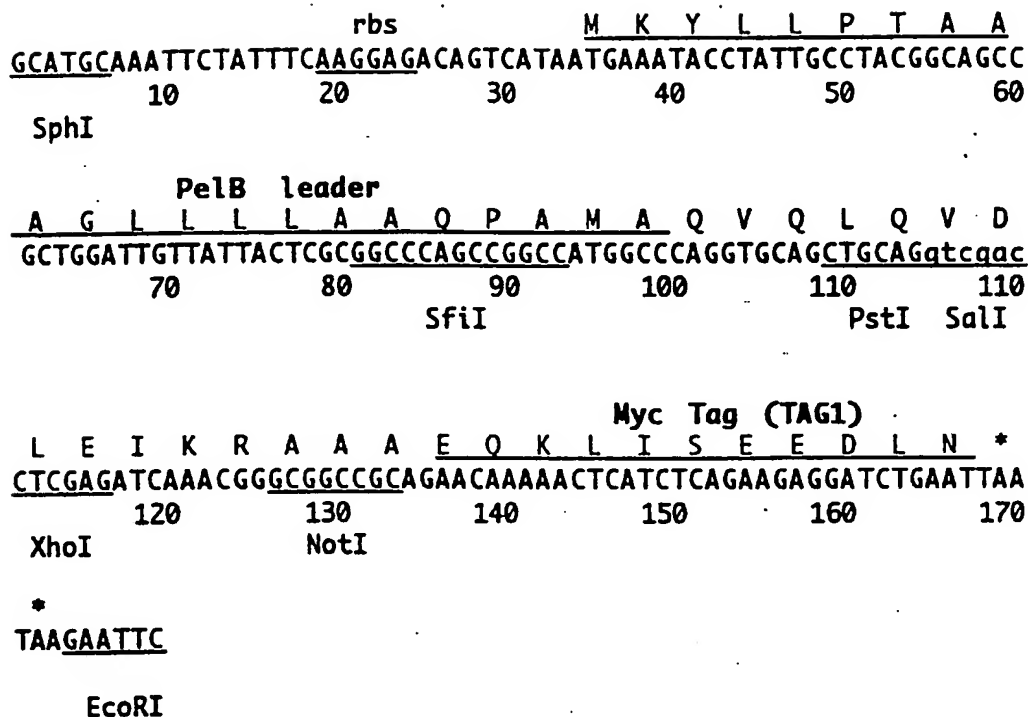 rbs M K Y L L P T A A
GCATGCAAATTCTATTTCAAGGAGACAGTCATAATGAAATACCTATTGCCTACGGCAGCC
10 20 30 40 50 60
SphI
PelB leader
A G L L L L A A Q P A M A Q V Q L Q V D
GCTGGATTGTTATTACTCGCGGCCCAGCCGGCCATGGCCCAGGTGCAGCTGCAGgtcgac
70 80 90 100 110 110
SfiI PstI SalI
Myc Tag (TAG1)
L E I K R A A A E Q K L I S E E D L N *
CTCGAGATCAAACGGGCGGCCGCAGAACAAAAACTCATCTCAGAAGAGGATCTGAATTAA
120 130 140 150 160 170
XhoI NotI
*
TAAGAATTC
EcoRI